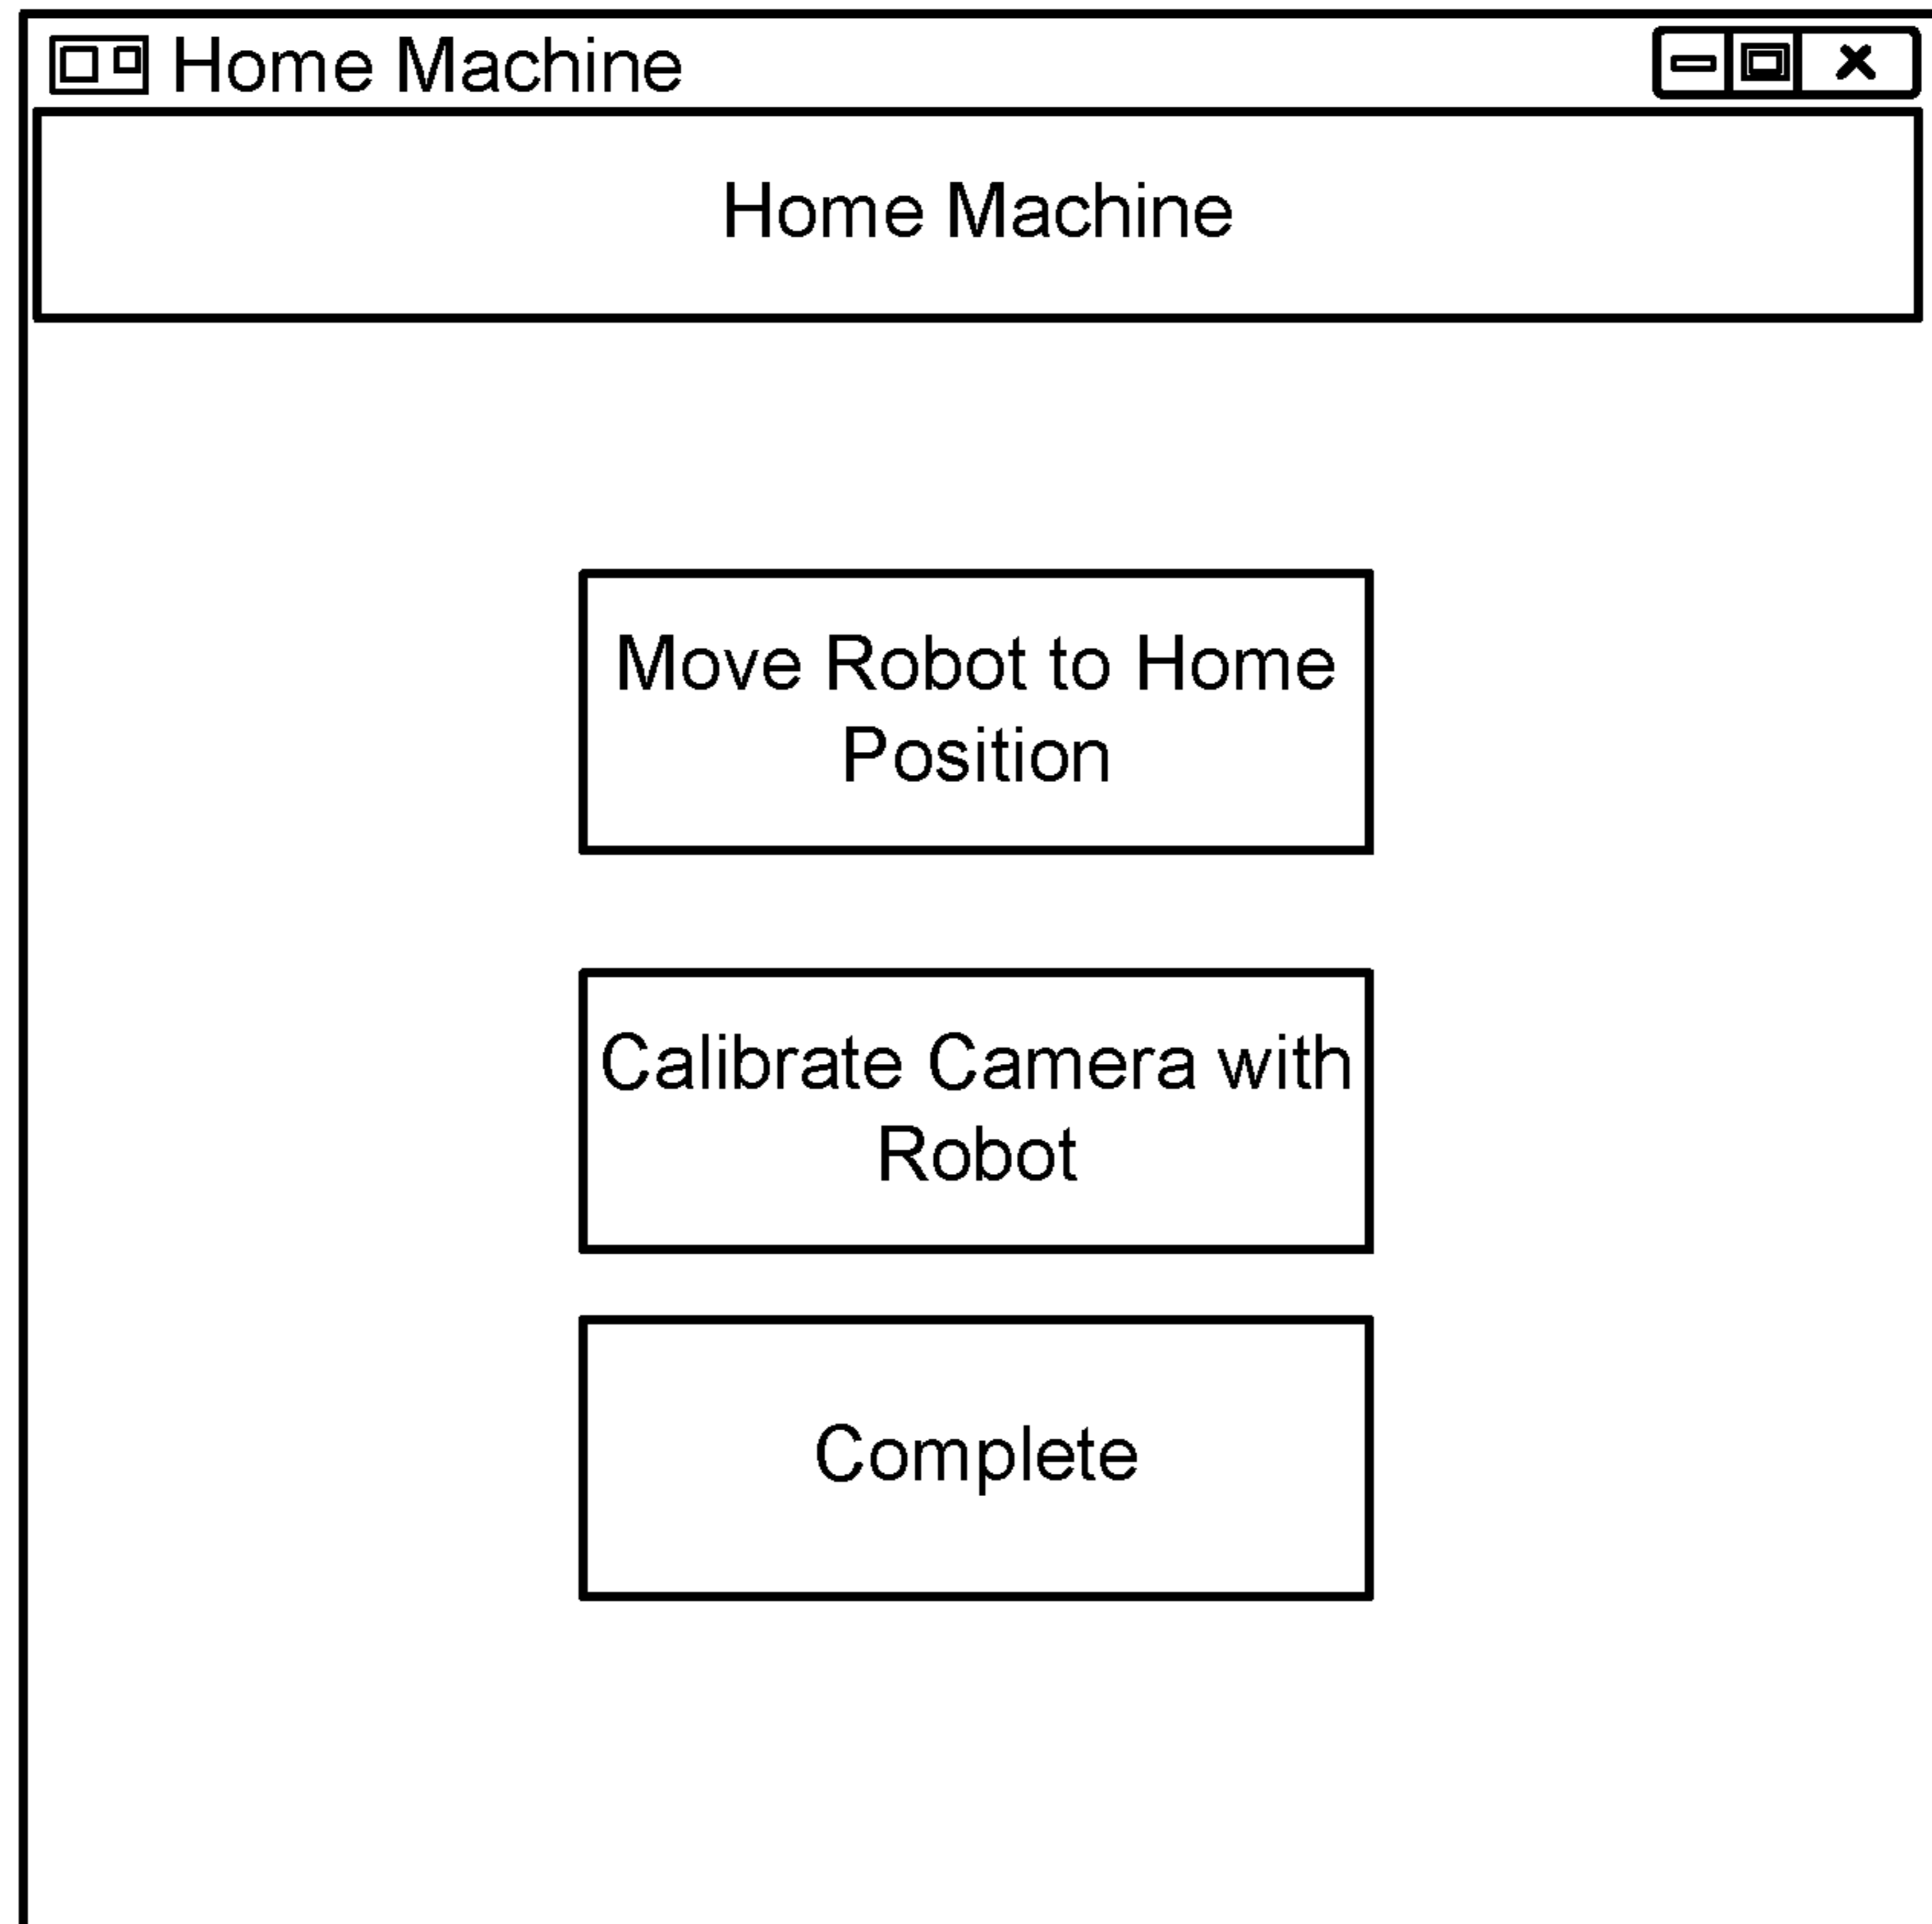 Home Machine
Home Machine
Move Robot to Home
Position
Calibrate Camera with
Robot
Complete